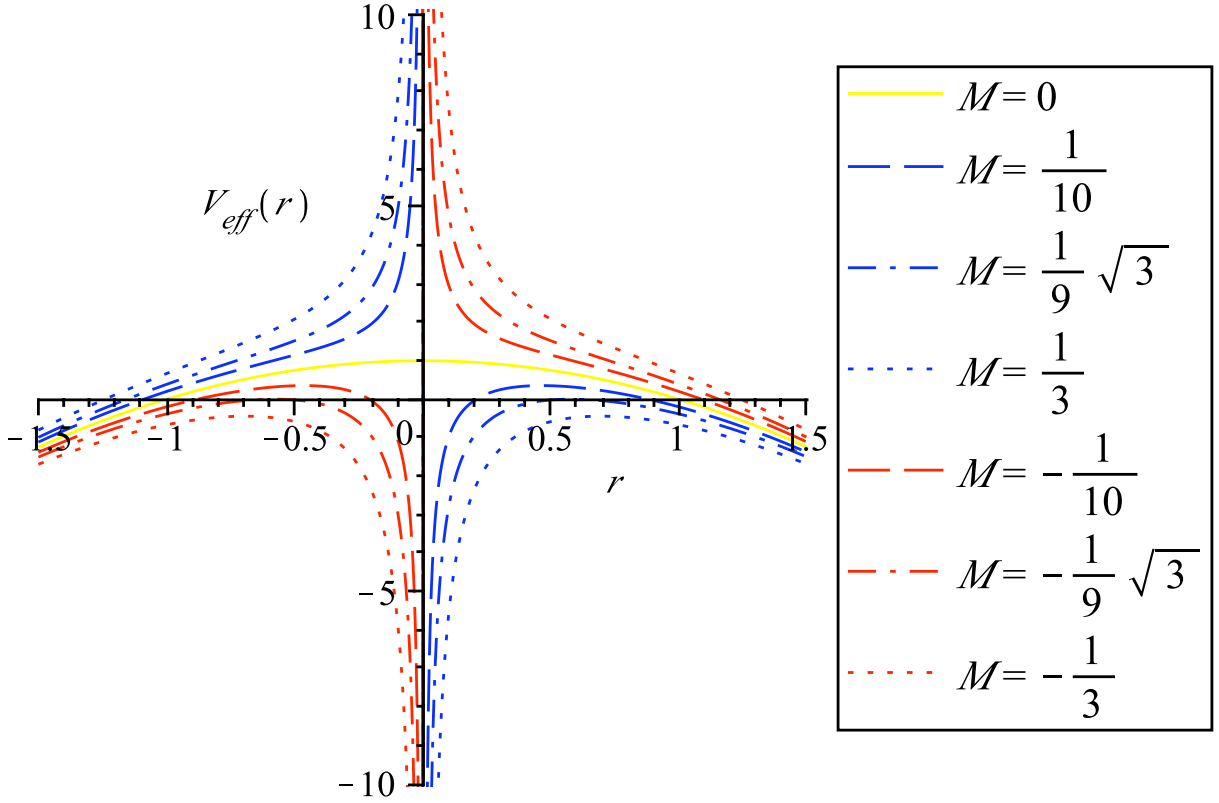 10
V_eff(r)
5
−1.5
−1
−0.5
0
0.5
1
1.5
r
−5
−10
M = 0
M = 1/10
M = 1/9 √3
M = 1/3
M = − 1/10
M = − 1/9 √3
M = − 1/3